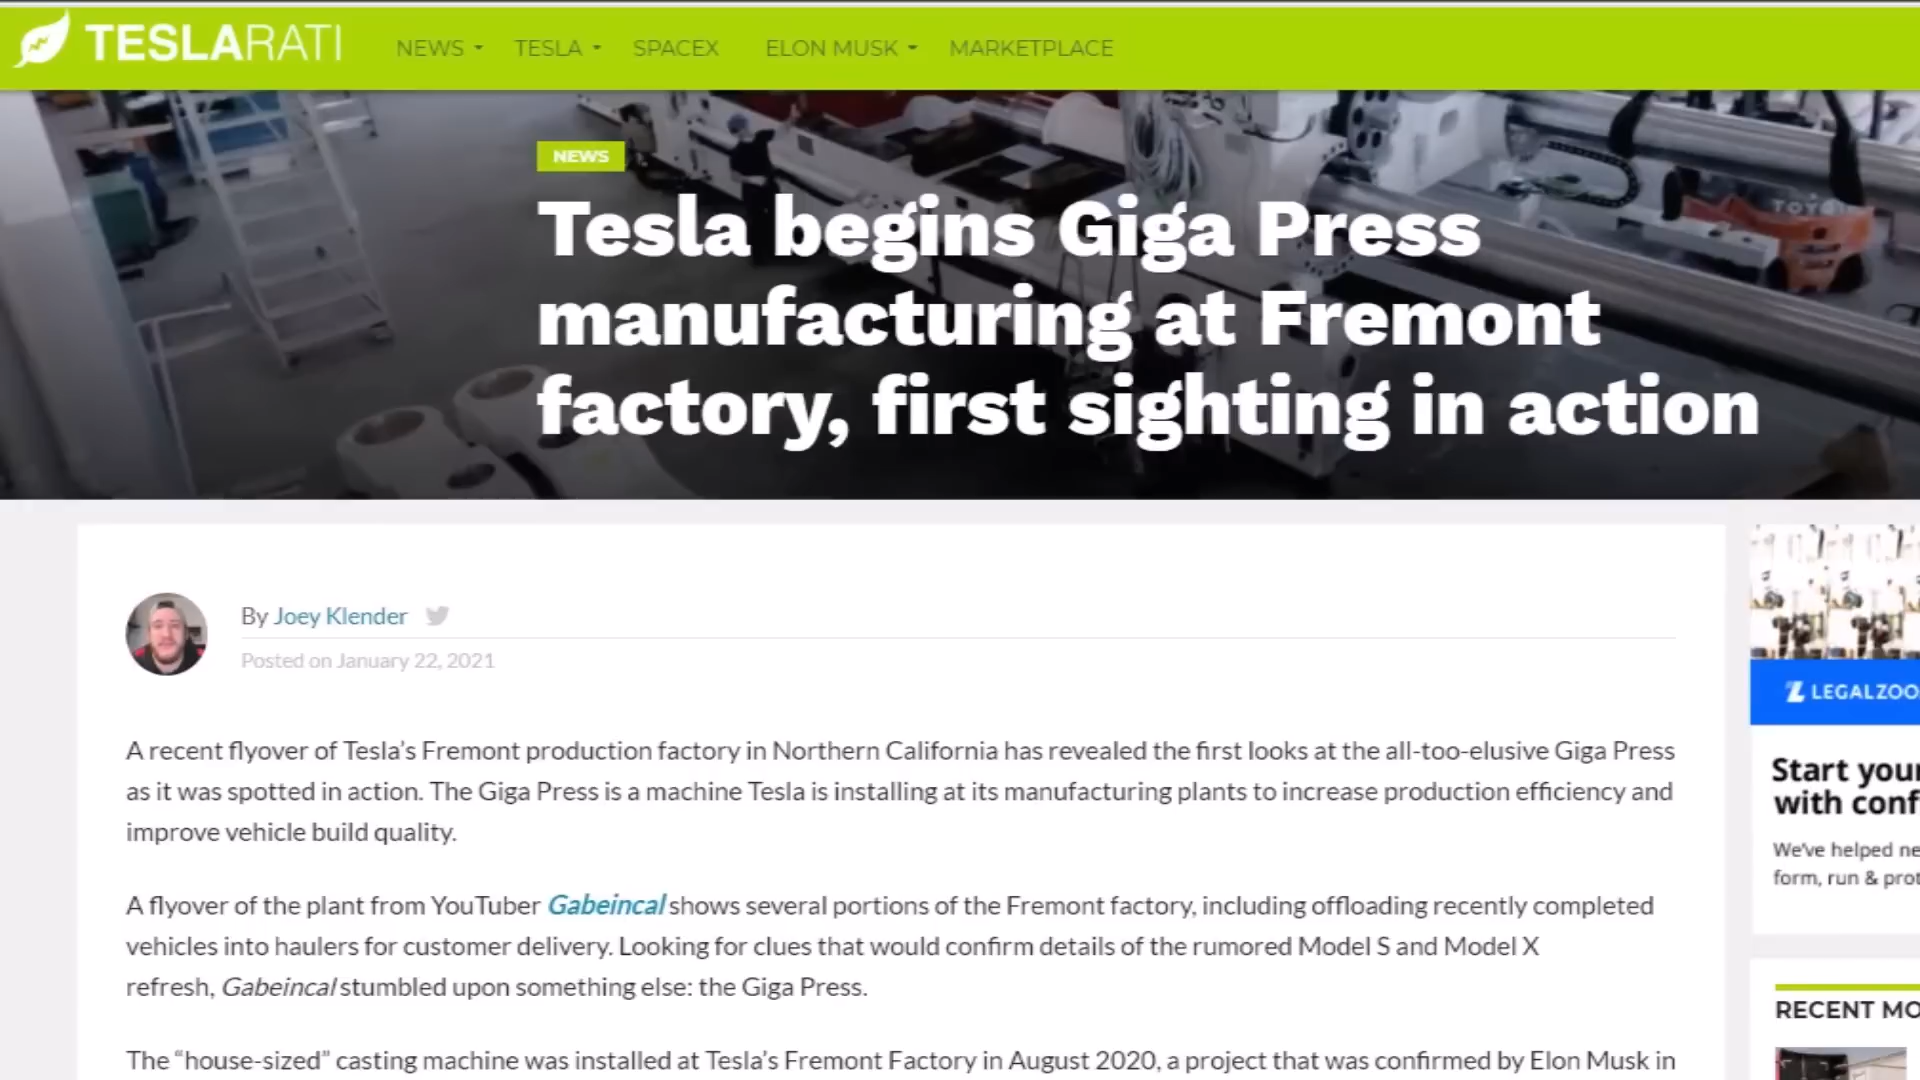 TESLARATI
NEWS TESLA SPACEX ELON MUSK MARKETPLACE
TOYO
NEWS
Tesla begins Giga Press
manufacturing at Fremont
factory, first sighting in action
By Joey Klender
Posted on January 22, 2021
A recent flyover of Tesla’s Fremont production factory in Northern California has revealed the first looks at the all-too-elusive Giga Press
as it was spotted in action. The Giga Press is a machine Tesla is installing at its manufacturing plants to increase production efficiency and
improve vehicle build quality.
A flyover of the plant from YouTuber Gabeincal shows several portions of the Fremont factory, including offloading recently completed
vehicles into haulers for customer delivery. Looking for clues that would confirm details of the rumored Model S and Model X
refresh, Gabeincal stumbled upon something else: the Giga Press.
The “house-sized” casting machine was installed at Tesla’s Fremont Factory in August 2020, a project that was confirmed by Elon Musk in
LEGALZOO
Start your
with conf
We’ve helped ne
form, run & prot
RECENT MO